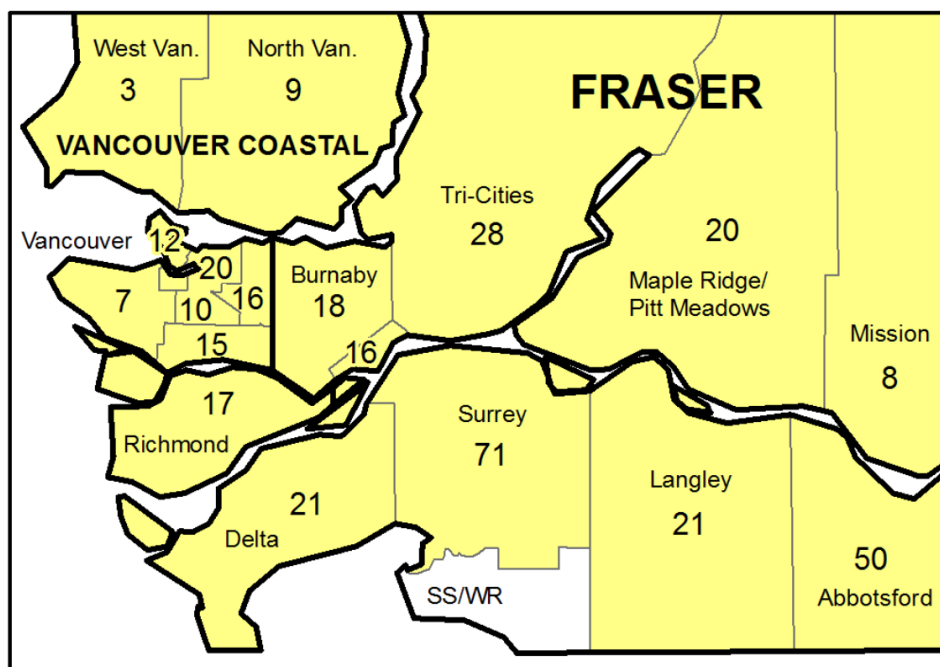 West Van.
3
North Van.
9
FRASER
VANCOUVER COASTAL
Tri-Cities
28
Vancouver
12
20
Maple Ridge/
Pitt Meadows
20
Burnaby
18
7
10
16
15
16
Mission
8
17
Richmond
Surrey
71
Langley
21
21
Delta
50
Abbotsford
SS/WR